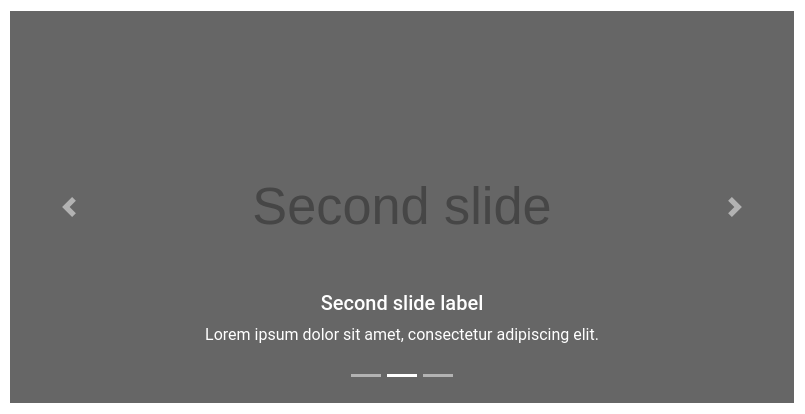 Second slide
Second slide label
Lorem ipsum dolor sit amet, consectetur adipiscing elit.